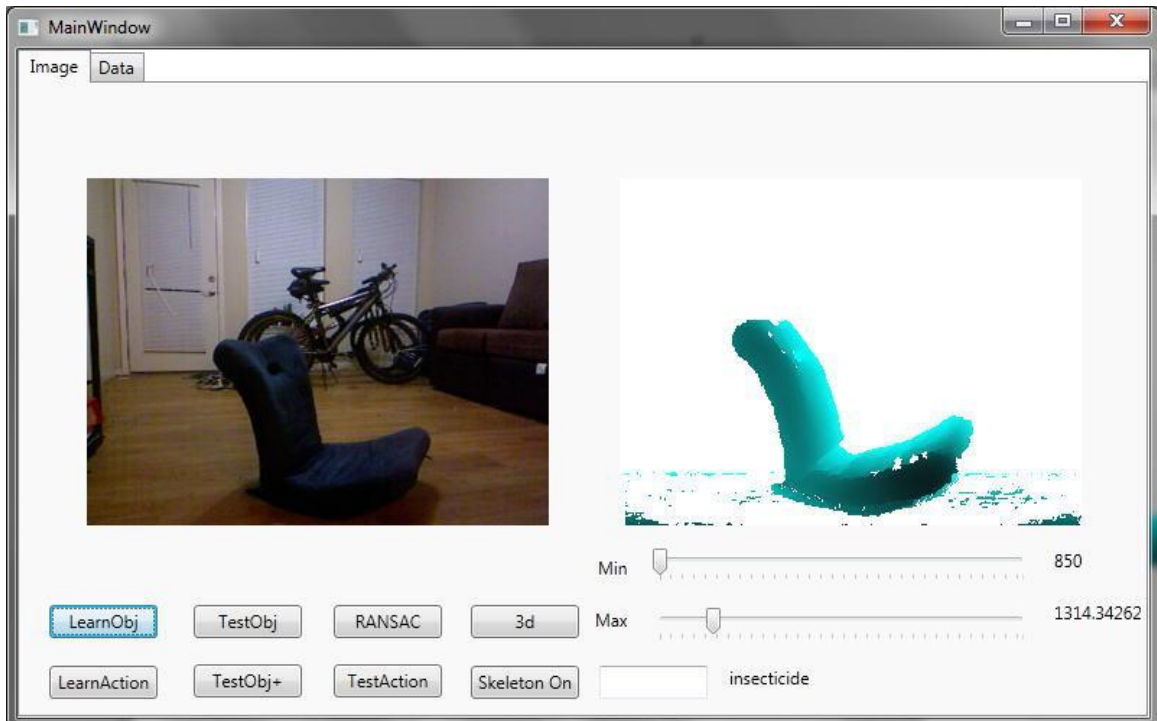 MainWindow
Image Data
Min 850
LearnObj TestObj RANSAC 3d Max 1314.34262
LearnAction TestObj+ TestAction Skeleton On insecticide